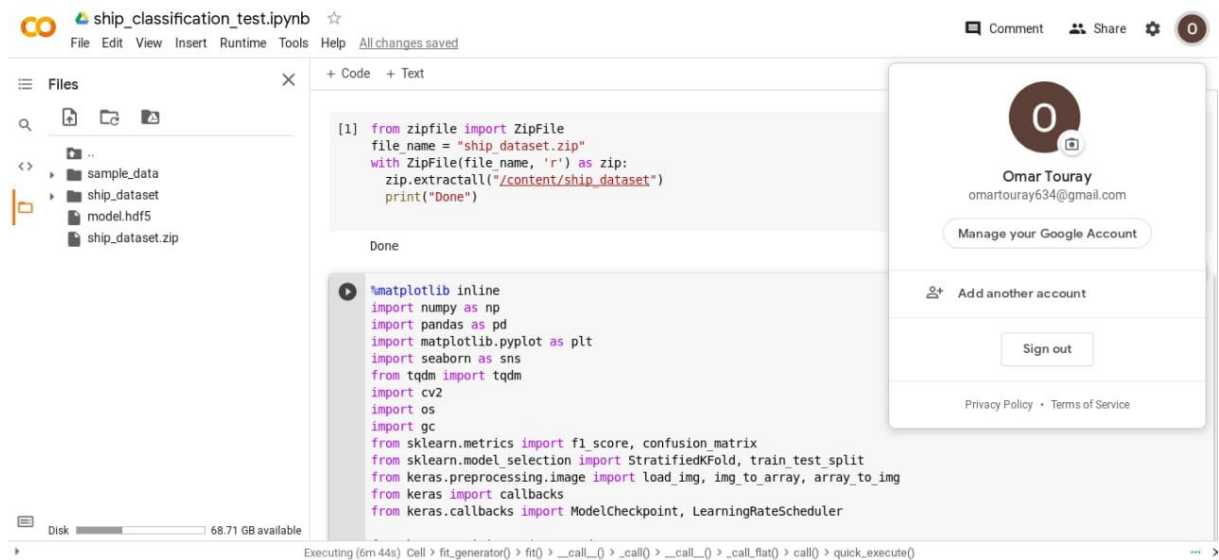 ship_classification_test.ipynb
File Edit View Insert Runtime Tools Help All changes saved
Comment Share O
Files
+ Code + Text
..
sample_data
ship_dataset
model.hdf5
ship_dataset.zip
Disk 68.71 GB available
[1] from zipfile import ZipFile
file_name = "ship_dataset.zip"
with ZipFile(file_name, 'r') as zip:
zip.extractall("/content/ship_dataset")
print("Done")
Done
%matplotlib inline
import numpy as np
import pandas as pd
import matplotlib.pyplot as plt
import seaborn as sns
from tqdm import tqdm
import cv2
import os
import gc
from sklearn.metrics import f1_score, confusion_matrix
from sklearn.model_selection import StratifiedKFold, train_test_split
from keras.preprocessing.image import load_img, img_to_array, array_to_img
from keras import callbacks
from keras.callbacks import ModelCheckpoint, LearningRateScheduler
O
Omar Touray
omartouray634@gmail.com
Manage your Google Account
Add another account
Sign out
Privacy Policy • Terms of Service
Executing (6m 44s) Cell > fit_generator() > fit() > __call__() > _call() > __call__() > _call_flat() > call() > quick_execute()